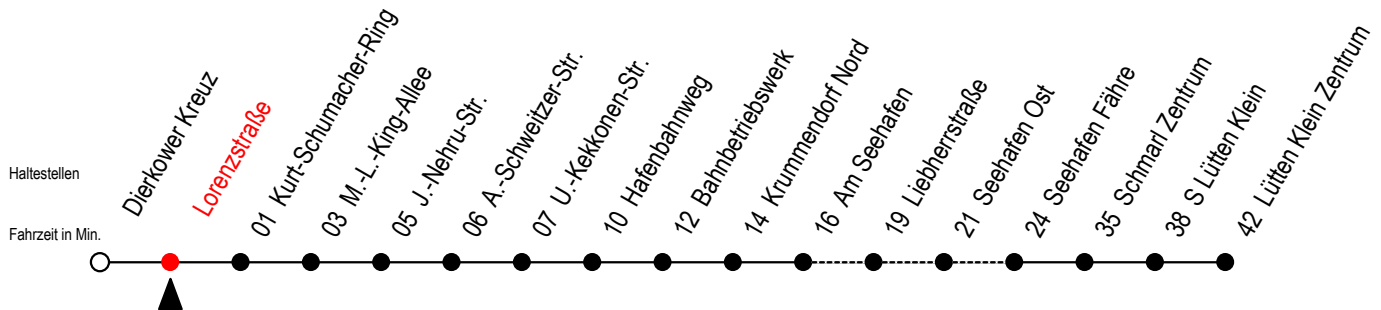 Haltestellen
Fahrzeit in Min.
Dierkower Kreuz
Lorenzstraße
01 Kurt-Schumacher-Ring
03 M.-L.-King-Allee
05 J.-Nehru-Str.
06 A.-Schweitzer-Str.
07 U.-Kekkonen-Str.
10 Hafenbahnweg
12 Bahnbetriebswerk
14 Krummendorf Nord
16 Am Seehafen
19 Liebherrstraße
21 Seehafen Ost
24 Seehafen Fähre
35 Schmarl Zentrum
38 S Lütten Klein
42 Lütten Klein Zentrum